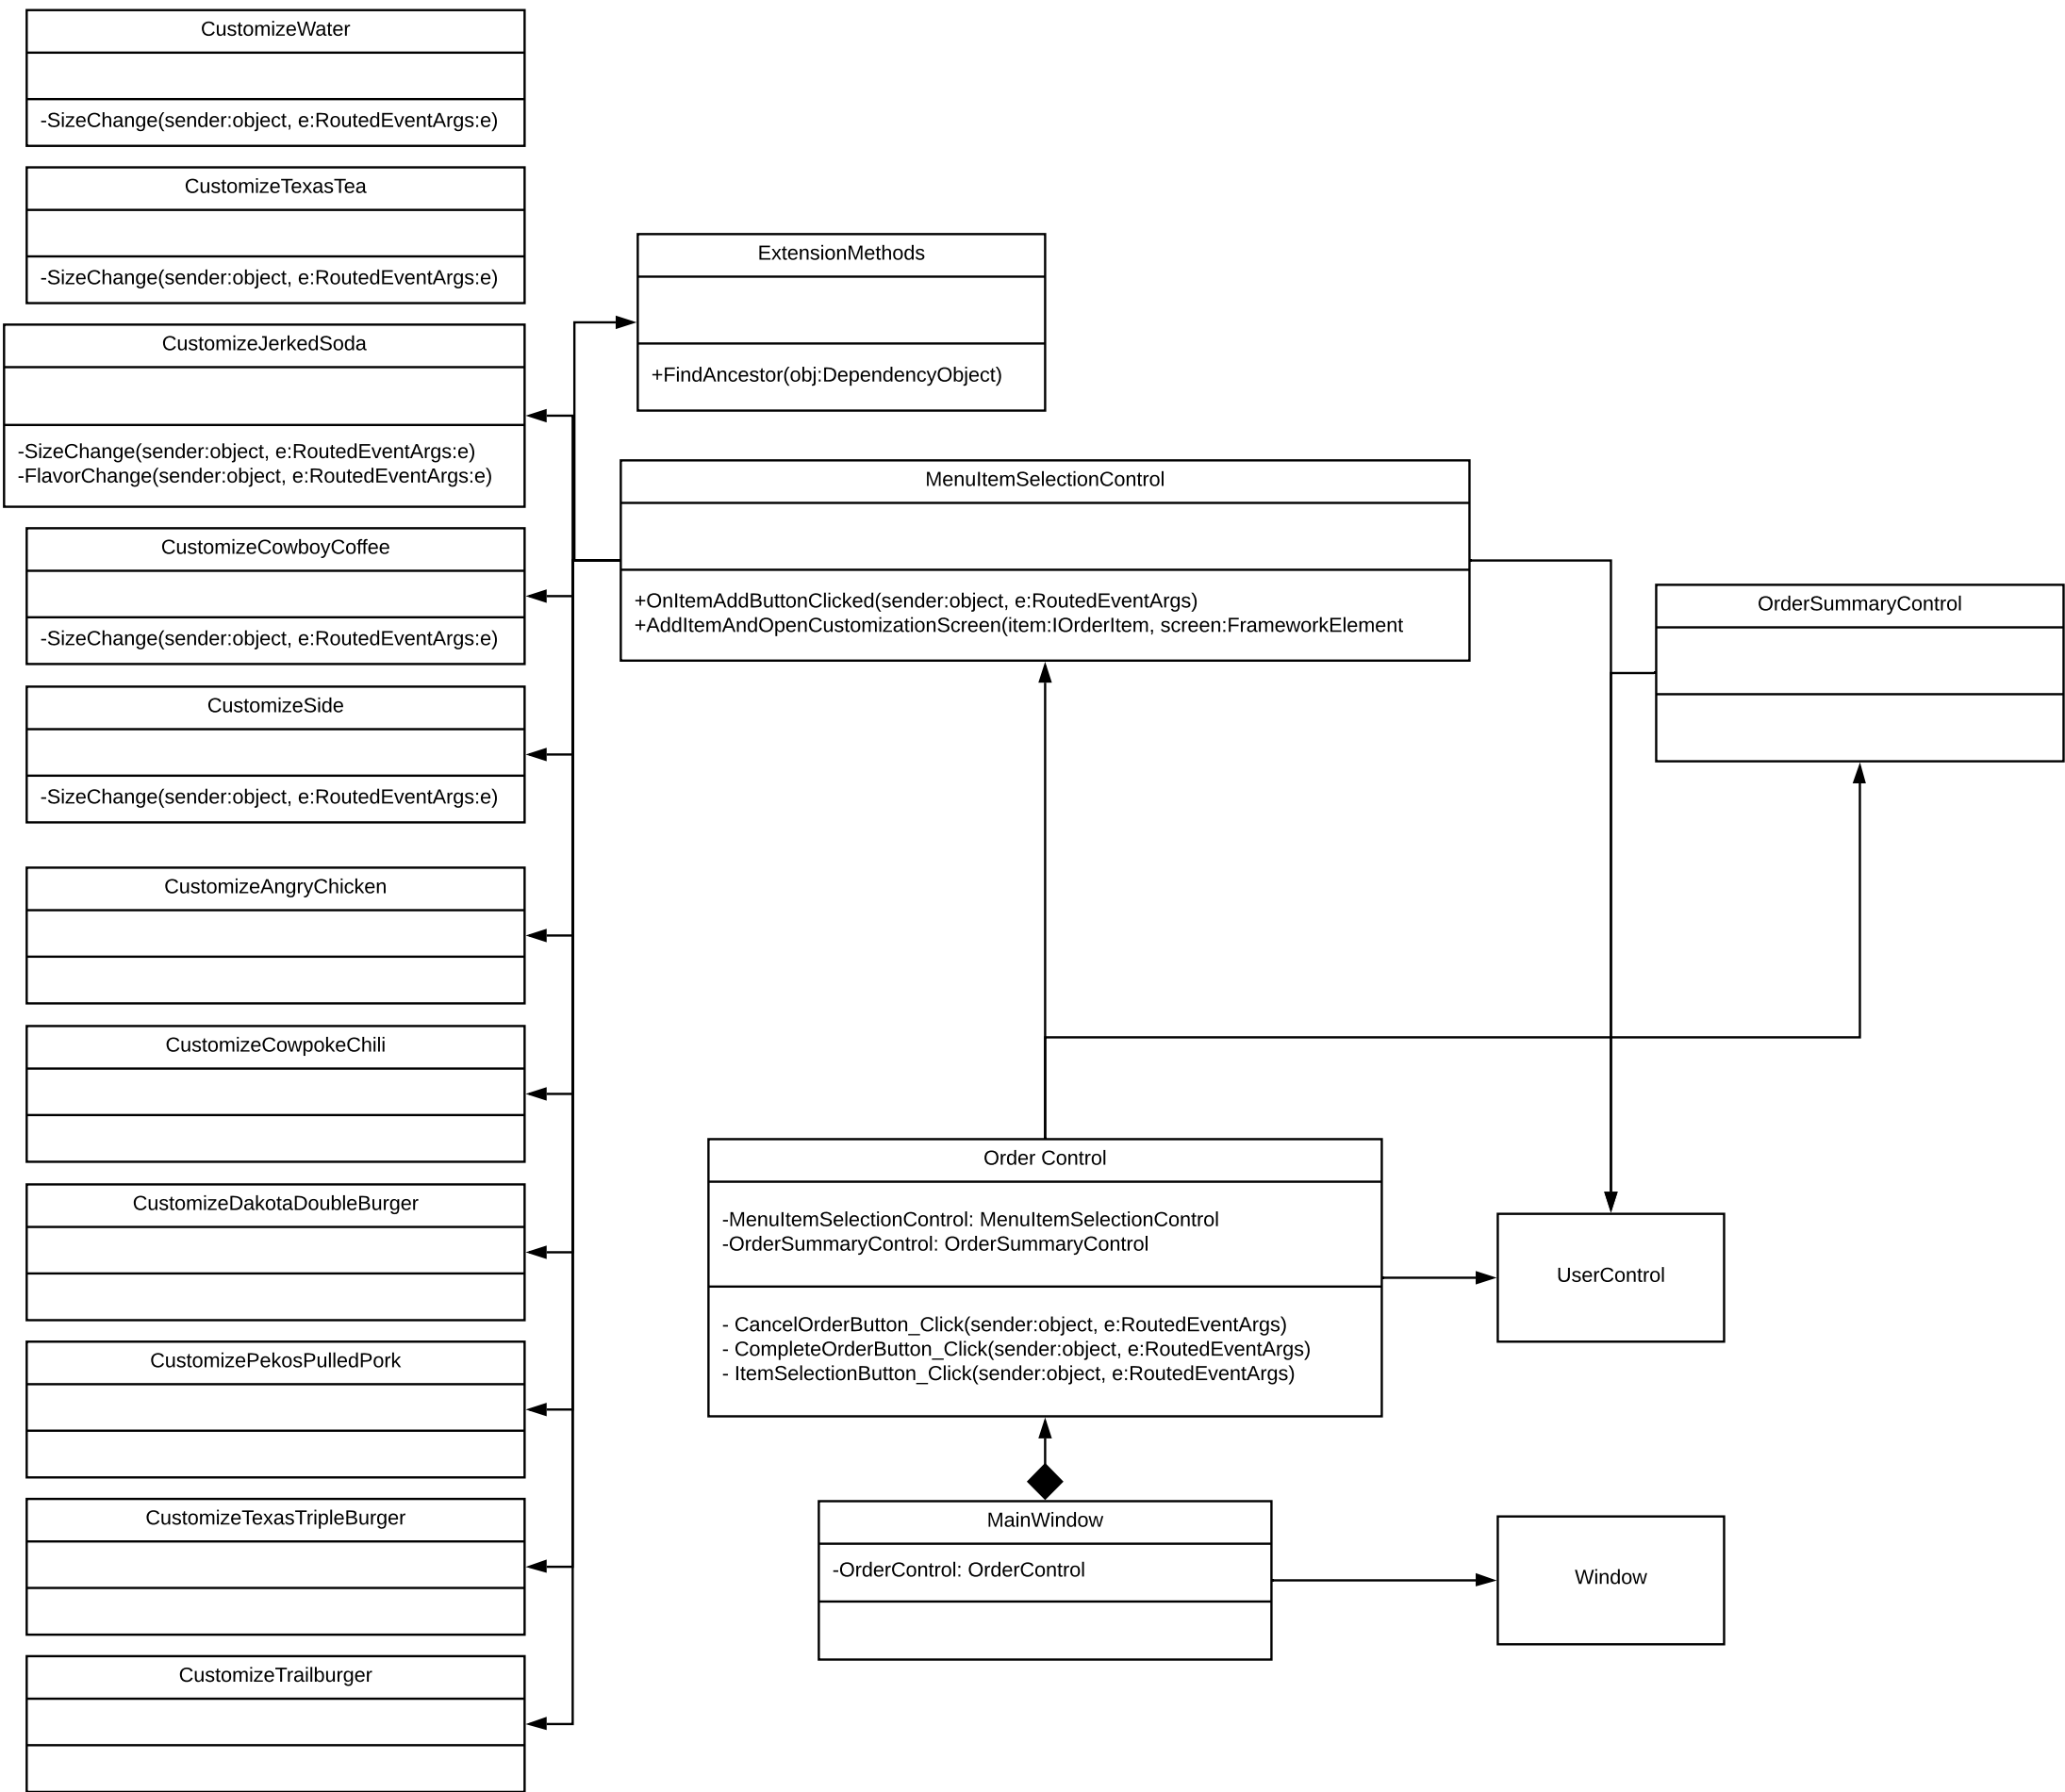 CustomizeWater
-SizeChange(sender:object, e:RoutedEventArgs:e)
CustomizeTexasTea
-SizeChange(sender:object, e:RoutedEventArgs:e)
CustomizeJerkedSoda
-SizeChange(sender:object, e:RoutedEventArgs:e)
-FlavorChange(sender:object, e:RoutedEventArgs:e)
CustomizeCowboyCoffee
-SizeChange(sender:object, e:RoutedEventArgs:e)
CustomizeSide
-SizeChange(sender:object, e:RoutedEventArgs:e)
CustomizeAngryChicken
CustomizeCowpokeChili
CustomizeDakotaDoubleBurger
CustomizePekosPulledPork
CustomizeTexasTripleBurger
CustomizeTrailburger
ExtensionMethods
+FindAncestor(obj:DependencyObject)
MenuItemSelectionControl
+OnItemAddButtonClicked(sender:object, e:RoutedEventArgs)
+AddItemAndOpenCustomizationScreen(item:IOrderItem, screen:FrameworkElement
OrderSummaryControl
Order Control
-MenuItemSelectionControl: MenuItemSelectionControl
-OrderSummaryControl: OrderSummaryControl
- CancelOrderButton_Click(sender:object, e:RoutedEventArgs)
- CompleteOrderButton_Click(sender:object, e:RoutedEventArgs)
- ItemSelectionButton_Click(sender:object, e:RoutedEventArgs)
UserControl
MainWindow
-OrderControl: OrderControl
Window